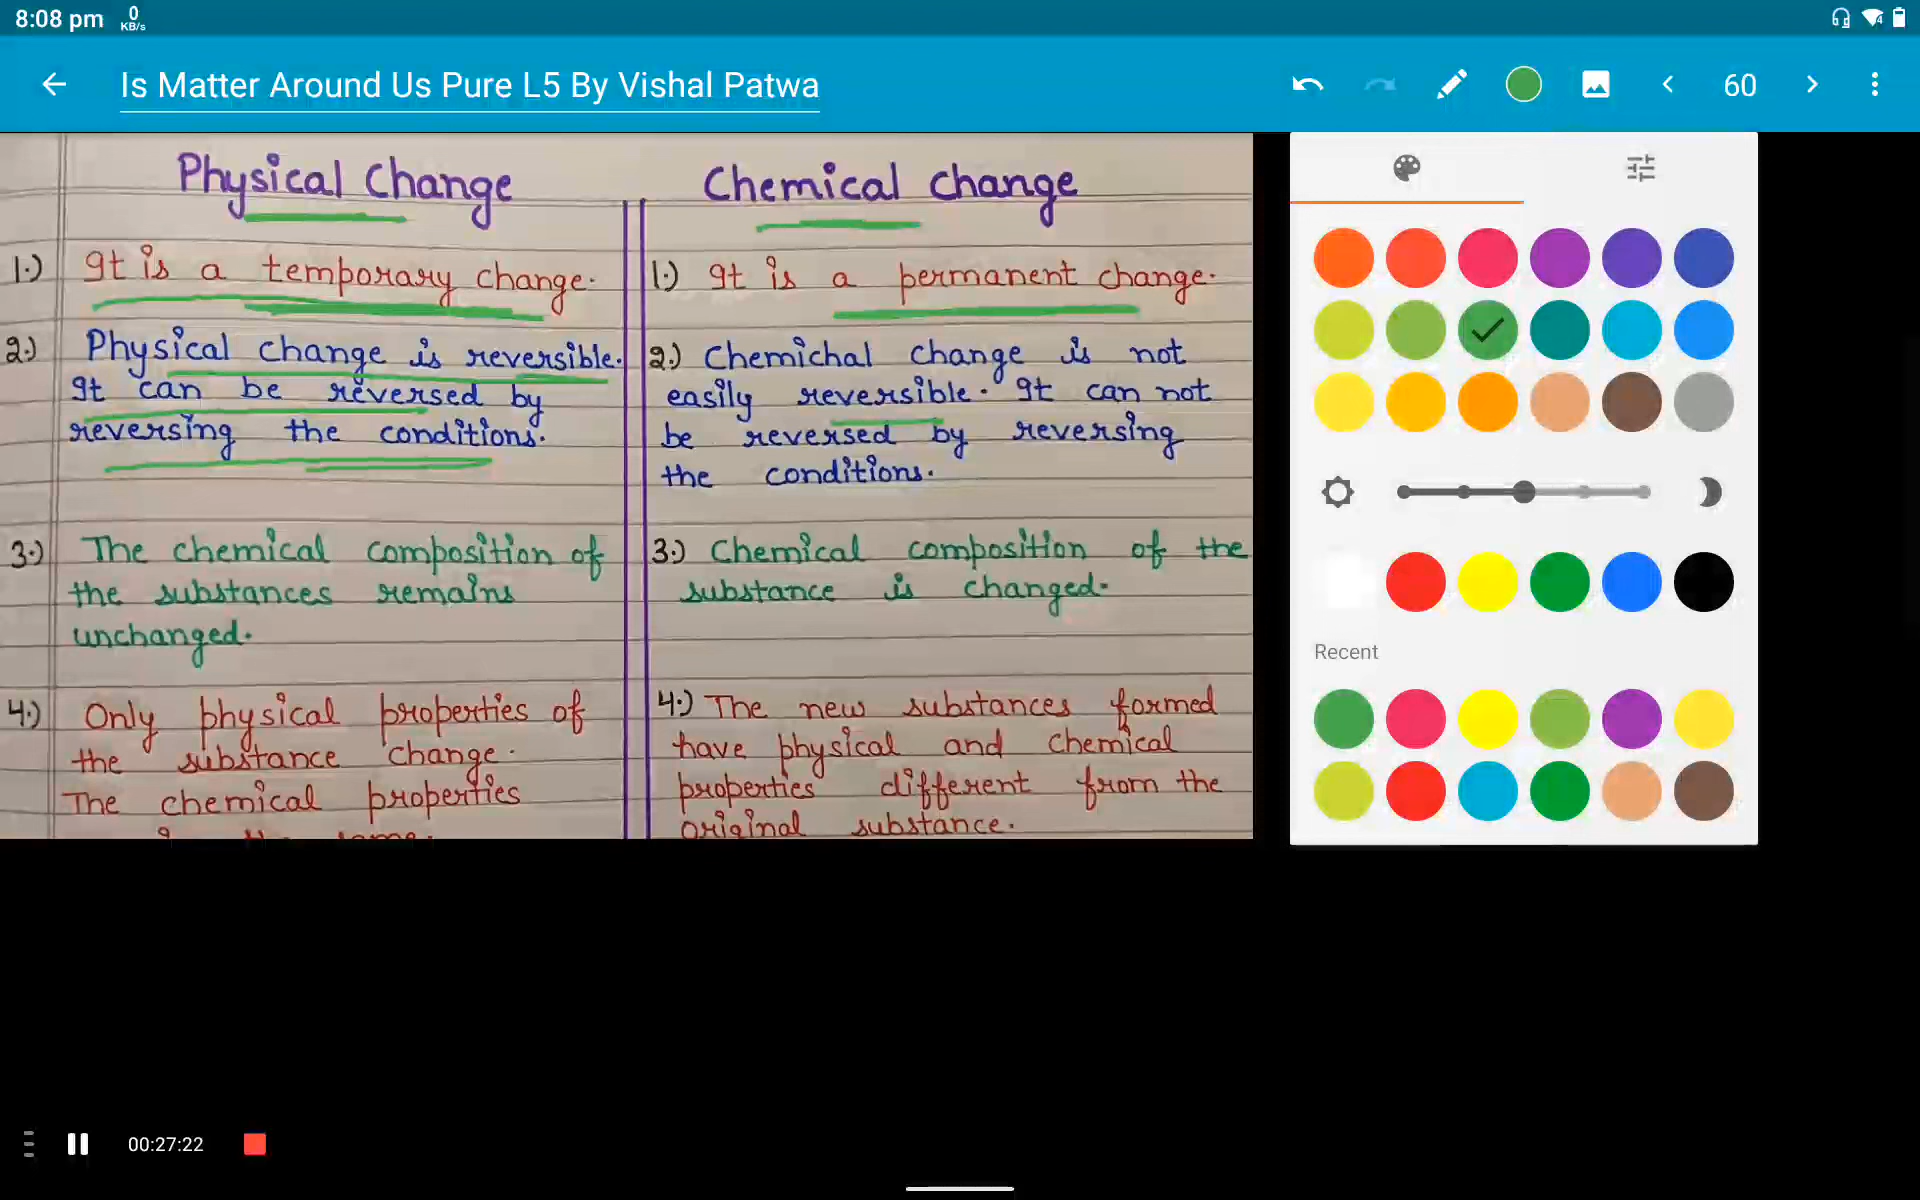 8:08 pm 0 KB/s
Is Matter Around Us Pure L5 By Vishal Patwa
60
Physical Change
1.) It is a temporary change.
2.) Physical change is reversible.
It can be reversed by
reversing the conditions.
3.) The chemical composition of
the substances remains
unchanged.
4.) Only physical properties of
the substance change.
The chemical properties
Chemical change
1.) It is a permanent change.
2.) Chemichal change is not
easily reversible. It can not
be reversed by reversing
the conditions.
3.) Chemical composition of the
substance is changed.
4.) The new substances formed
have physical and chemical
properties different from the
original substance.
Recent
00:27:22